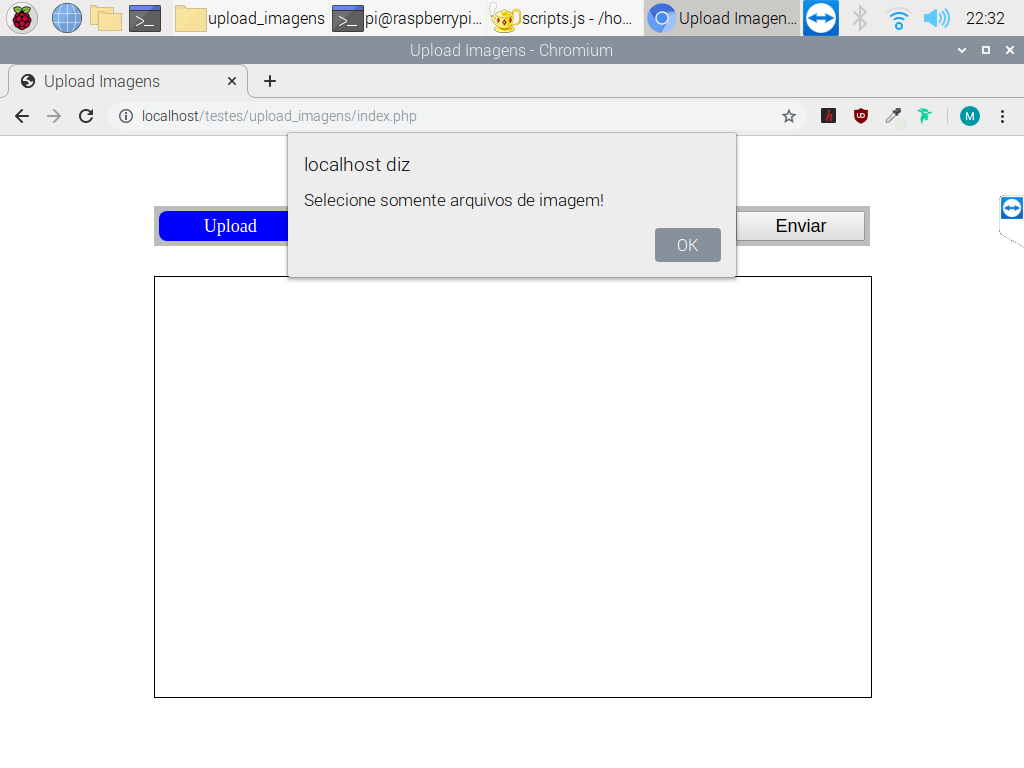 upload_imagens
pi@raspberrypi...
scripts.js - /ho...
Upload Imagen...
22:32
Upload Imagens - Chromium
Upload Imagens
localhost/testes/upload_imagens/index.php
h
UD
M
localhost diz
Selecione somente arquivos de imagem!
OK
Upload
Enviar